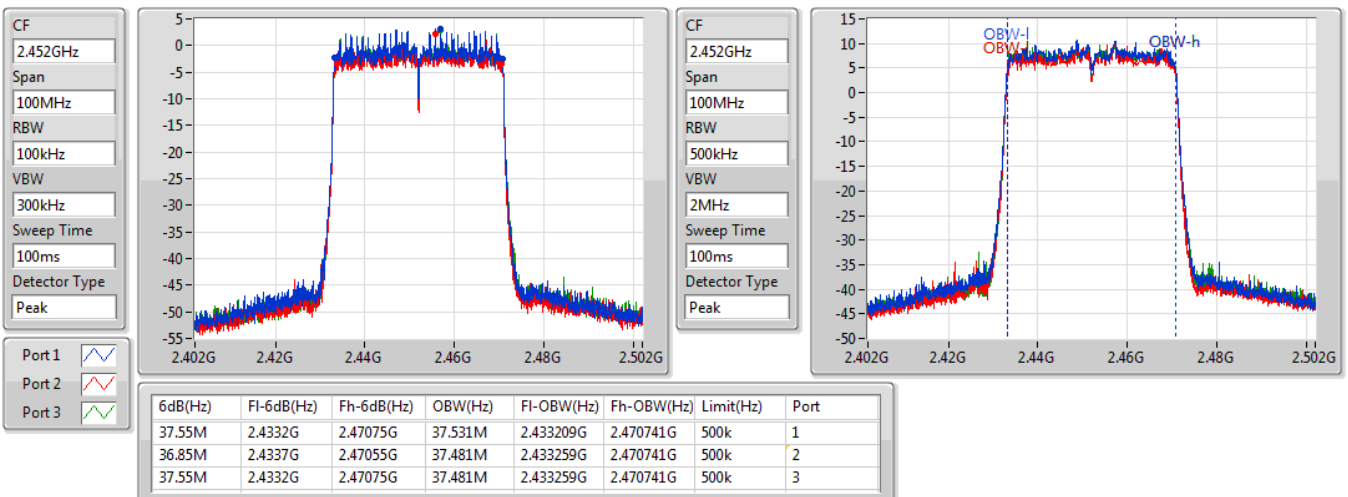 CF
2.452GHz
Span
100MHz
RBW
100kHz
VBW
300kHz
Sweep Time
100ms
Detector Type
Peak
5
0
-5
-10
-15
-20
-25
-30
-35
-40
-45
-50
-55
2.402G 2.42G 2.44G 2.46G 2.48G 2.502G
CF
2.452GHz
Span
100MHz
RBW
500kHz
VBW
2MHz
Sweep Time
100ms
Detector Type
Peak
15
10
5
0
-5
-10
-15
-20
-25
-30
-35
-40
-45
-50
OBW-l
OBW-l
OBW-h
2.402G 2.42G 2.44G 2.46G 2.48G 2.502G
Port 1
Port 2
Port 3
6dB(Hz) Fl-6dB(Hz) Fh-6dB(Hz) OBW(Hz) Fl-OBW(Hz) Fh-OBW(Hz) Limit(Hz) Port
37.55M 2.4332G 2.47075G 37.531M 2.433209G 2.470741G 500k 1
36.85M 2.4337G 2.47055G 37.481M 2.433259G 2.470741G 500k 2
37.55M 2.4332G 2.47075G 37.481M 2.433259G 2.470741G 500k 3